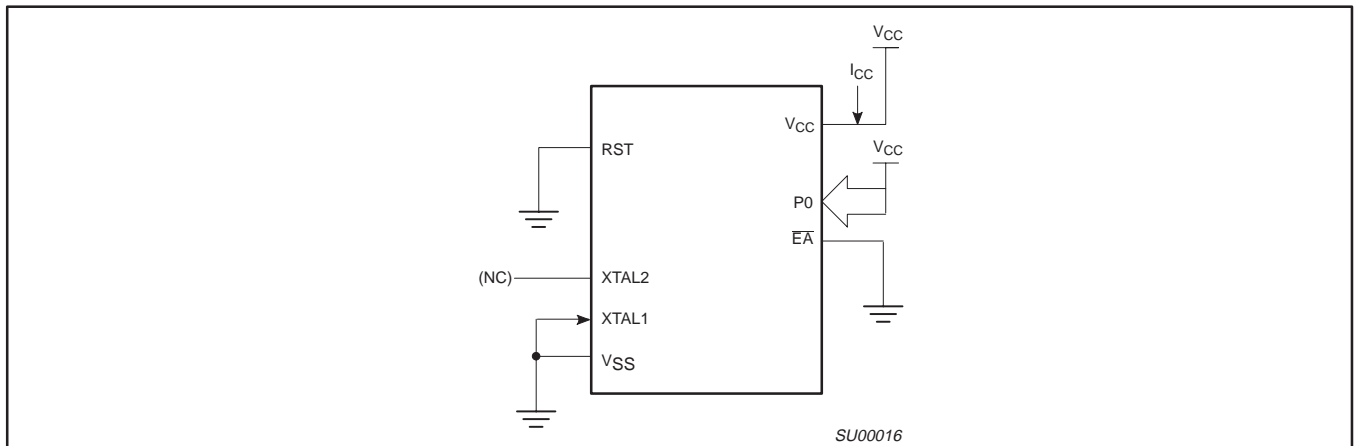 VCC
ICC
VCC
RST
VCC
P0
EA
(NC)
XTAL2
XTAL1
VSS
SU00016